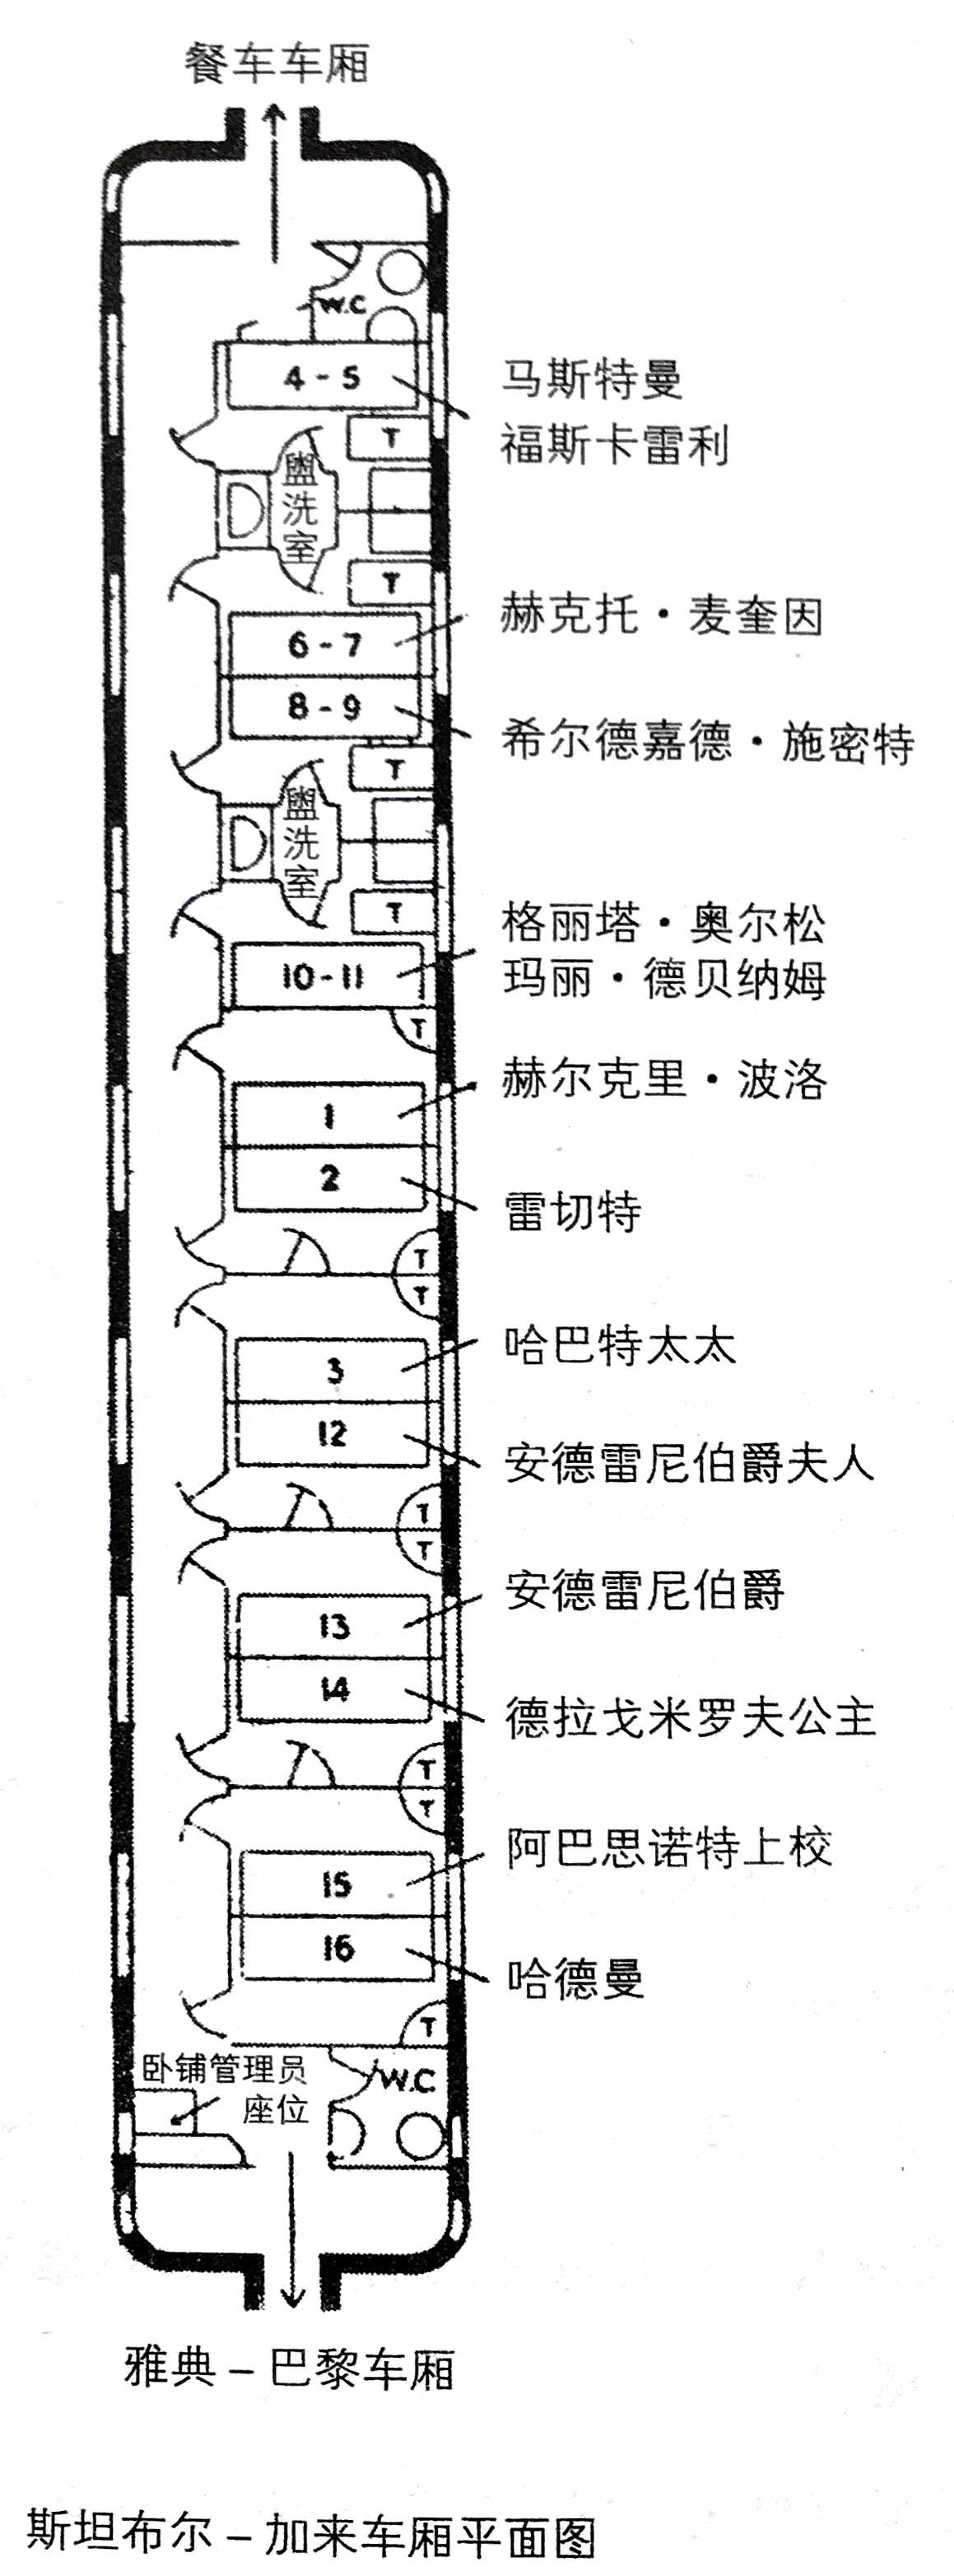 餐车车厢
W.C
4-5
马斯特曼
福斯卡雷利
T
盥洗室
T
赫克托·麦奎因
6-7
8-9
希尔德嘉德·施密特
T
盥洗室
T
格丽塔·奥尔松
玛丽·德贝纳姆
10-11
T
赫尔克里·波洛
1
2
雷切特
T
T
哈巴特太太
3
12
安德雷尼伯爵夫人
T
T
安德雷尼伯爵
13
14
德拉戈米罗夫公主
T
T
阿巴思诺特上校
15
16
哈德曼
T
卧铺管理员
座位
W.C
雅典－巴黎车厢
斯坦布尔－加来车厢平面图